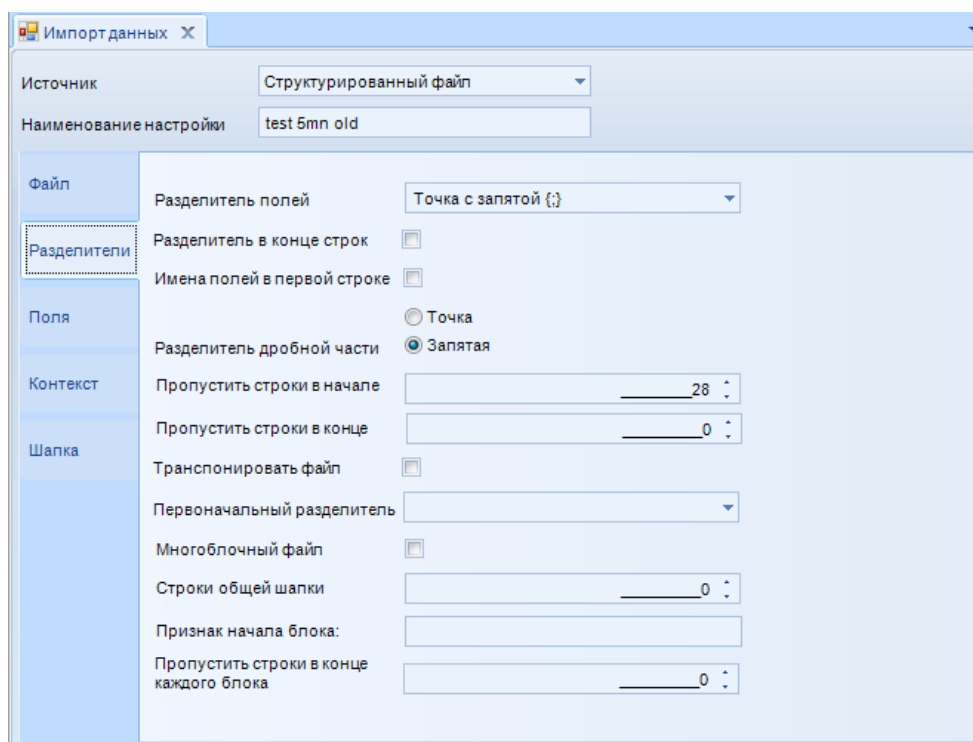 Импорт данных X
Источник Структурированный файл
Наименование настройки test 5mn old
Файл
Разделители
Поля
Контекст
Шапка
Разделитель полей Точка с запятой {;}
Разделитель в конце строк
Имена полей в первой строке
Точка
Разделитель дробной части Запятая
Пропустить строки в начале 28
Пропустить строки в конце 0
Транспонировать файл
Первоначальный разделитель
Многоблочный файл
Строки общей шапки 0
Признак начала блока:
Пропустить строки в конце
каждого блока 0